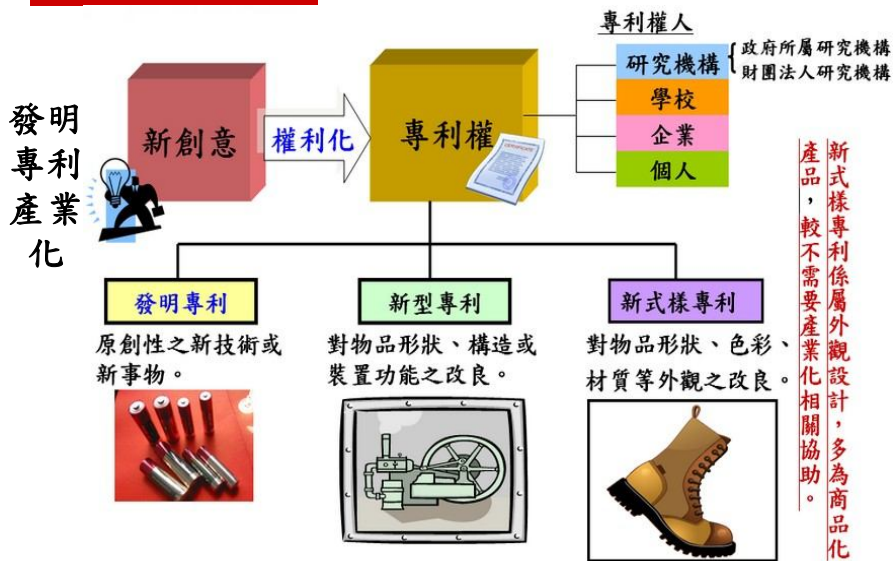 專利權人
研究機構
政府所屬研究機構
財團法人研究機構
學校
企業
個人
發明
專利
產業
化
新創意
權利化
專利權
新式樣專利係屬外觀設計，多為商品化
產品，較不需要產業化相關協助。
發明專利
原創性之新技術或
新事物。
新型專利
對物品形狀、構造或
裝置功能之改良。
新式樣專利
對物品形狀、色彩、
材質等外觀之改良。